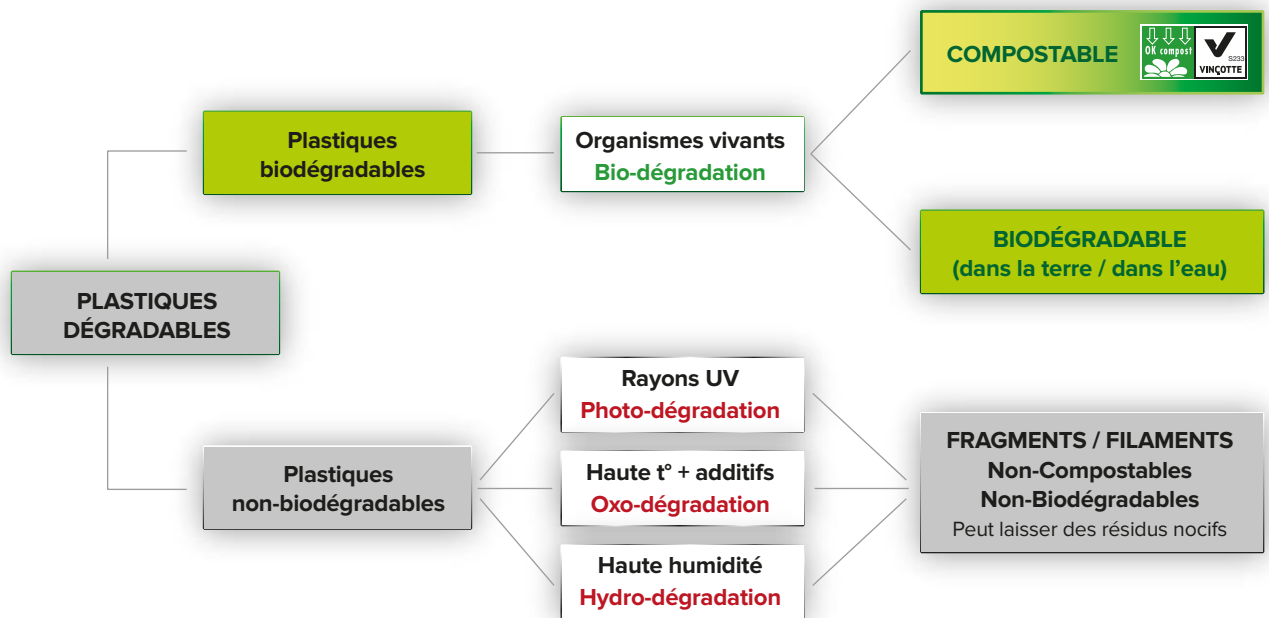 COMPOSTABLE
OK compost
VINÇOTTE
S233
Plastiques
biodégradables
Organismes vivants
Bio-dégradation
BIODÉGRADABLE
(dans la terre / dans l’eau)
PLASTIQUES
DÉGRADABLES
Plastiques
non-biodégradables
Rayons UV
Photo-dégradation
Haute t° + additifs
Oxo-dégradation
Haute humidité
Hydro-dégradation
FRAGMENTS / FILAMENTS
Non-Compostables
Non-Biodégradables
Peut laisser des résidus nocifs